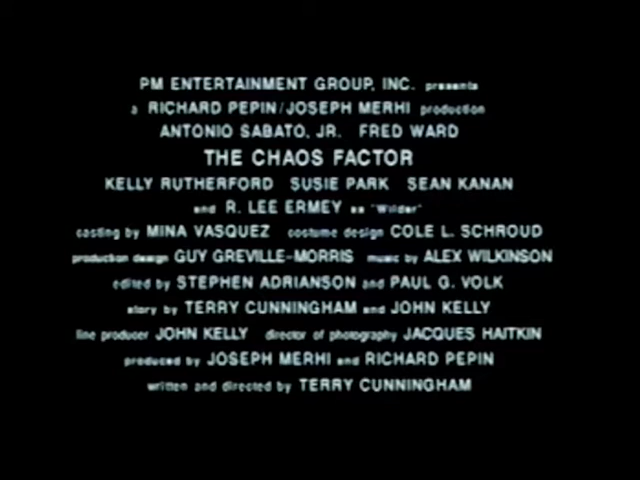 PM ENTERTAINMENT GROUP, INC. presents
a RICHARD PEPIN/JOSEPH MERHI production
ANTONIO SABATO, JR. FRED WARD
THE CHAOS FACTOR
KELLY RUTHERFORD SUSIE PARK SEAN KANAN
and R. LEE ERMEY as "Wilder"
casting by MINA VASQUEZ costume design COLE L. SCHROUD
production design GUY GREVILLE-MORRIS music by ALEX WILKINSON
edited by STEPHEN ADRIANSON and PAUL G. VOLK
story by TERRY CUNNINGHAM and JOHN KELLY
line producer JOHN KELLY director of photography JACQUES HAITKIN
produced by JOSEPH MERHI and RICHARD PEPIN
written and directed by TERRY CUNNINGHAM